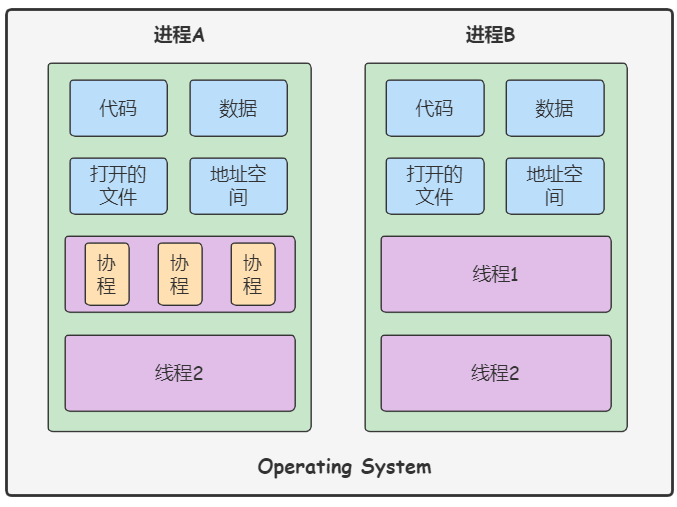 进程A
进程B
代码
数据
代码
数据
打开的
文件
地址空
间
打开的
文件
地址空
间
协
程
协
程
协
程
线程1
线程2
线程2
Operating System